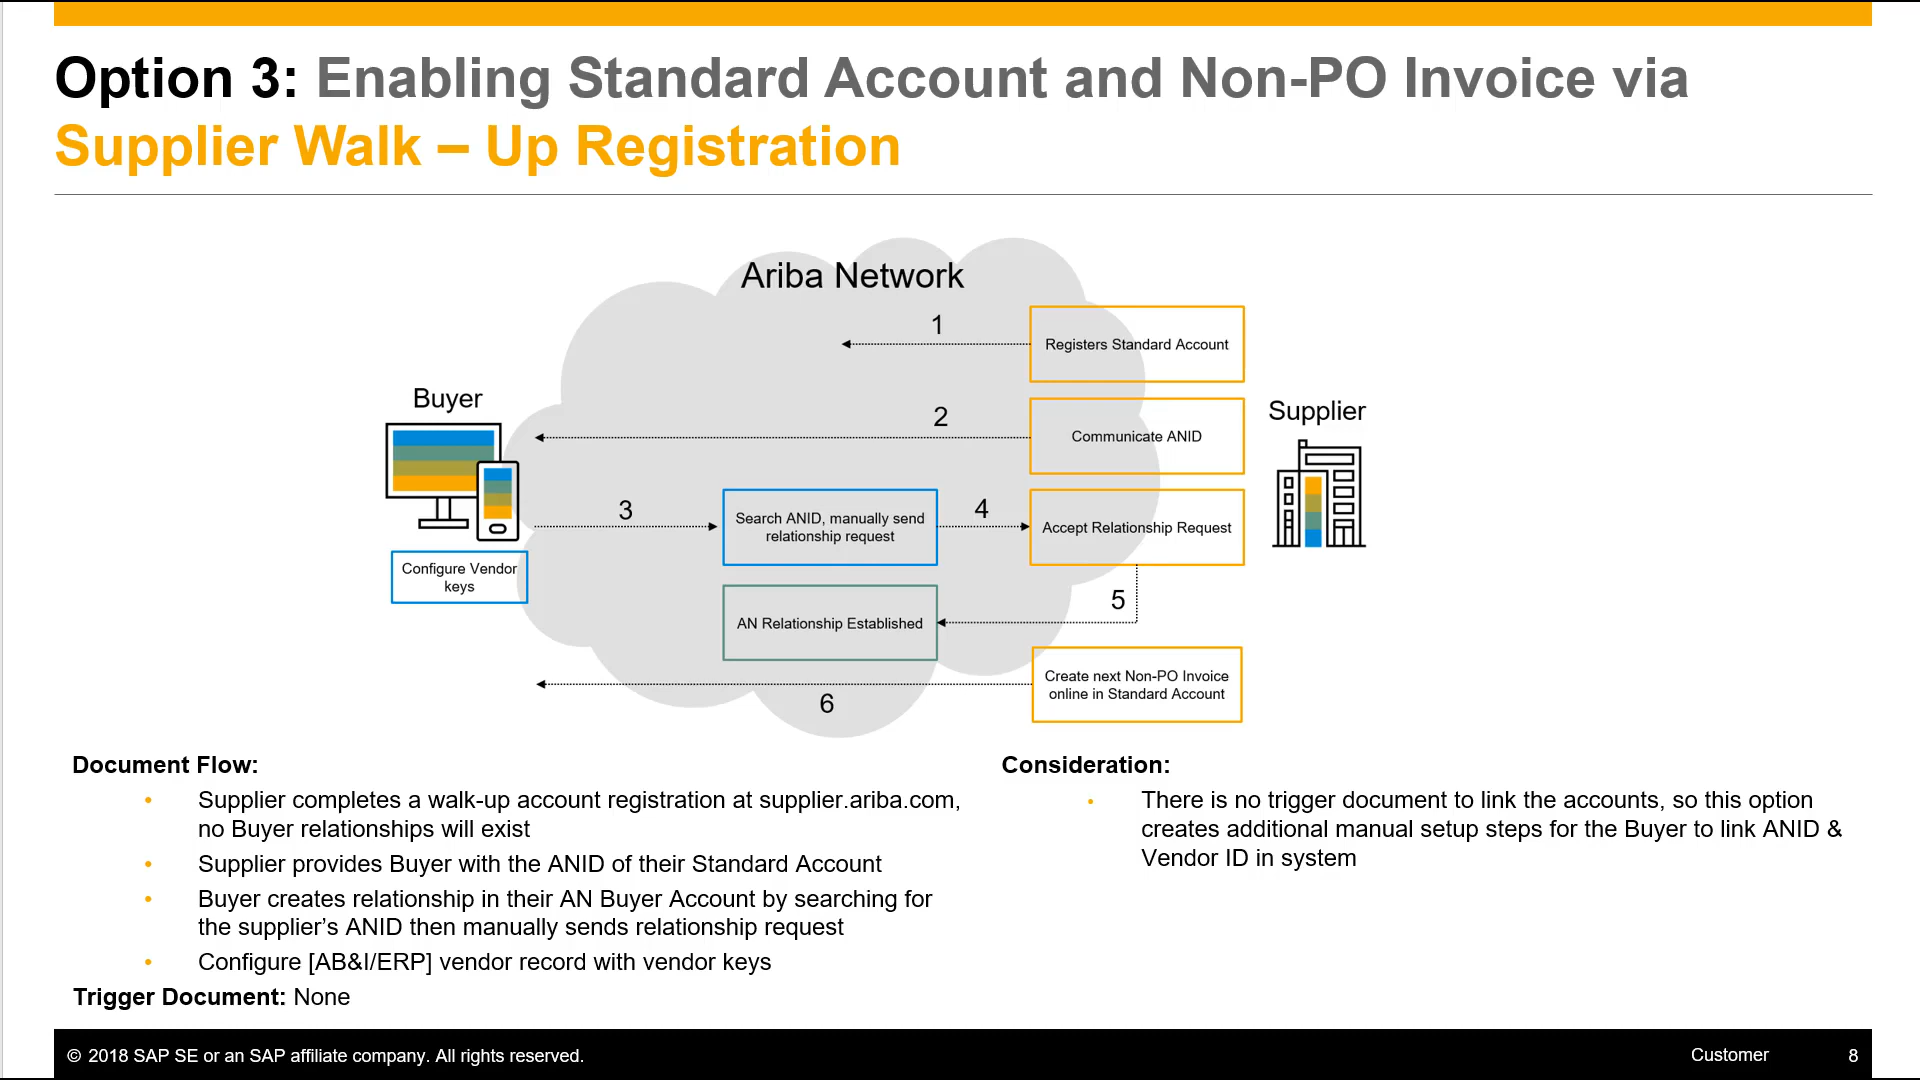 Option 3: Enabling Standard Account and Non-PO Invoice via
Supplier Walk – Up Registration
Ariba Network
1
Registers Standard Account
Buyer
2
Communicate ANID
Supplier
3
Search ANID, manually send
relationship request
4
Accept Relationship Request
Configure Vendor
keys
5
AN Relationship Established
Create next Non-PO Invoice
online in Standard Account
6
Document Flow:
• Supplier completes a walk-up account registration at supplier.ariba.com,
no Buyer relationships will exist
• Supplier provides Buyer with the ANID of their Standard Account
• Buyer creates relationship in their AN Buyer Account by searching for
the supplier’s ANID then manually sends relationship request
• Configure [AB&I/ERP] vendor record with vendor keys
Trigger Document: None
Consideration:
• There is no trigger document to link the accounts, so this option
creates additional manual setup steps for the Buyer to link ANID &
Vendor ID in system
© 2018 SAP SE or an SAP affiliate company. All rights reserved.
Customer
8